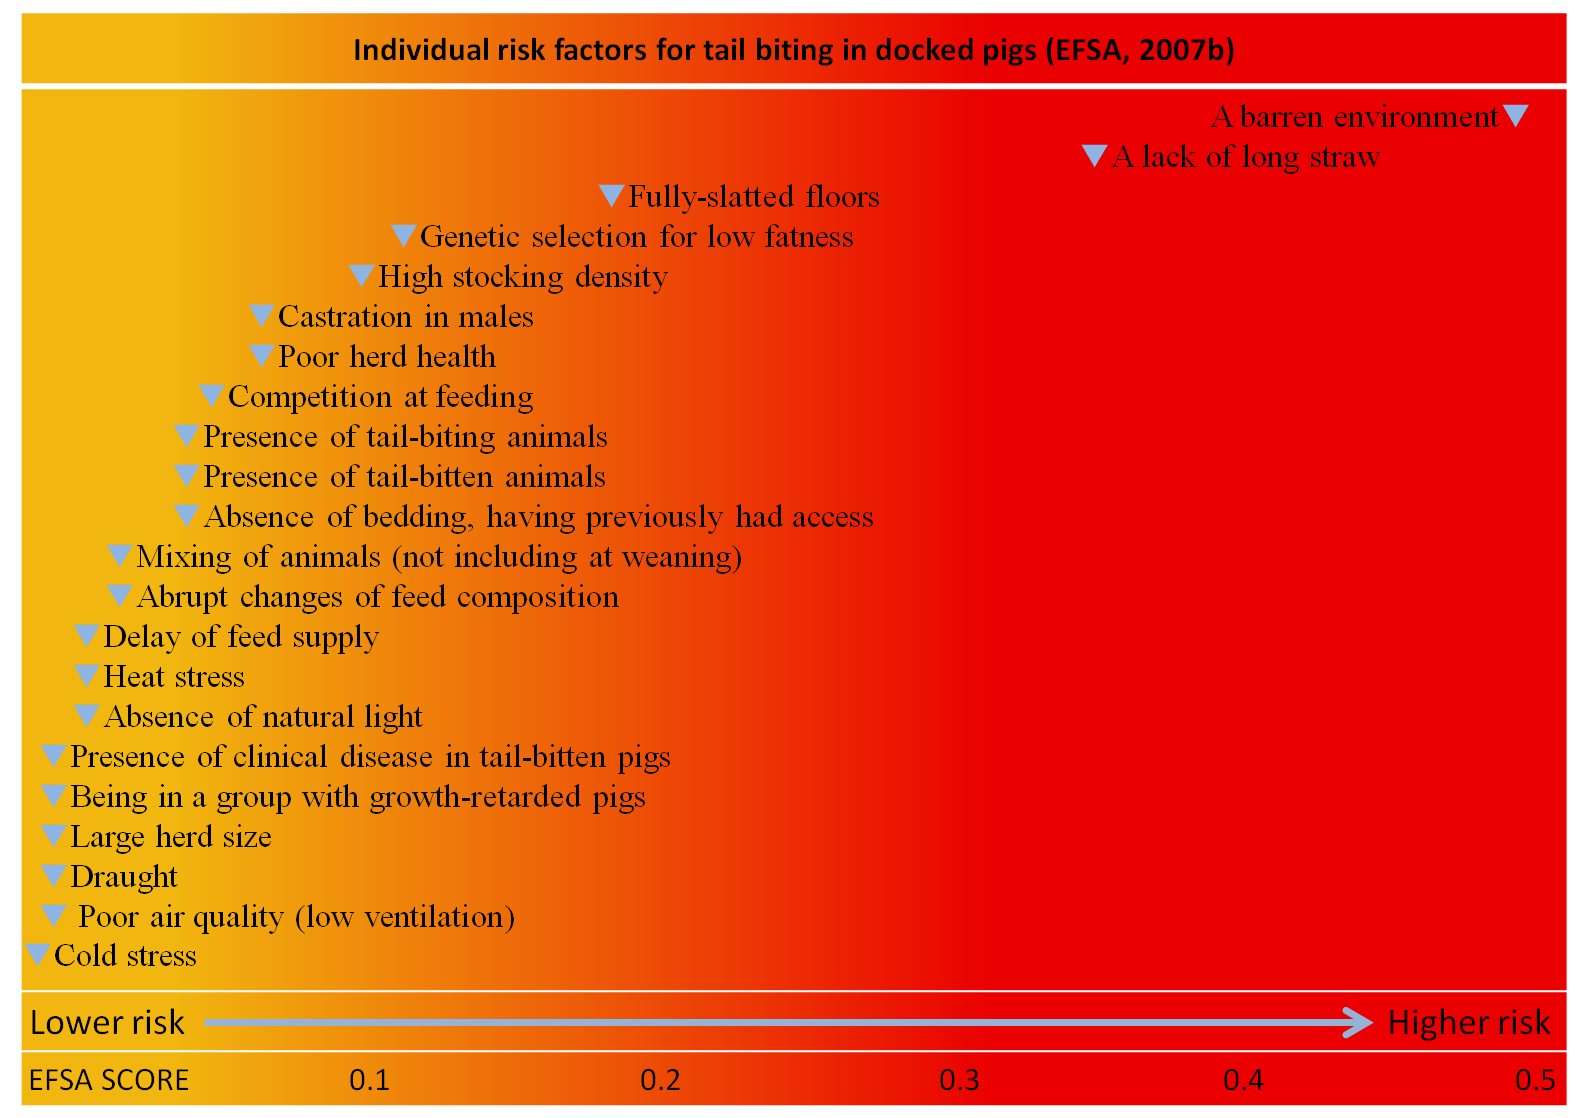 Individual risk factors for tail biting in docked pigs (EFSA, 2007b)
A barren environment
A lack of long straw
Fully-slatted floors
Genetic selection for low fatness
High stocking density
Castration in males
Poor herd health
Competition at feeding
Presence of tail-biting animals
Presence of tail-bitten animals
Absence of bedding, having previously had access
Mixing of animals (not including at weaning)
Abrupt changes of feed composition
Delay of feed supply
Heat stress
Absence of natural light
Presence of clinical disease in tail-bitten pigs
Being in a group with growth-retarded pigs
Large herd size
Draught
Poor air quality (low ventilation)
Cold stress
Lower risk Higher risk
EFSA SCORE 0.1 0.2 0.3 0.4 0.5